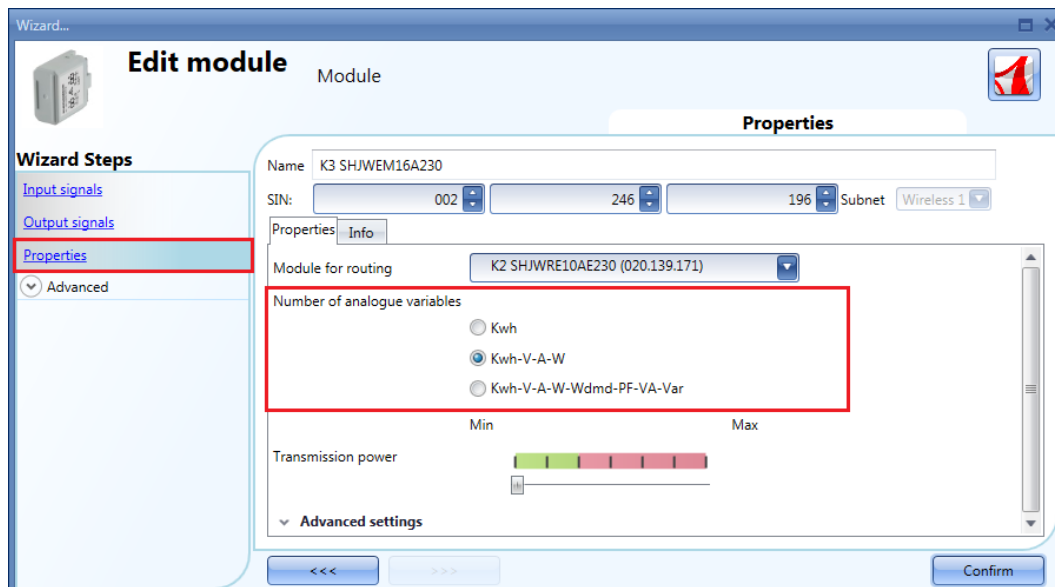 Wizard...
Edit module
Module
Properties
Wizard Steps
Input signals
Output signals
Properties
Advanced
Name K3 SHJWEM16A230
SIN: 002 246 196 Subnet Wireless 1
Properties Info
Module for routing K2 SHJWRE10AE230 (020.139.171)
Number of analogue variables
Kwh
Kwh-V-A-W
Kwh-V-A-W-Wdmd-PF-VA-Var
Min Max
Transmission power
Advanced settings
<<< >>> Confirm